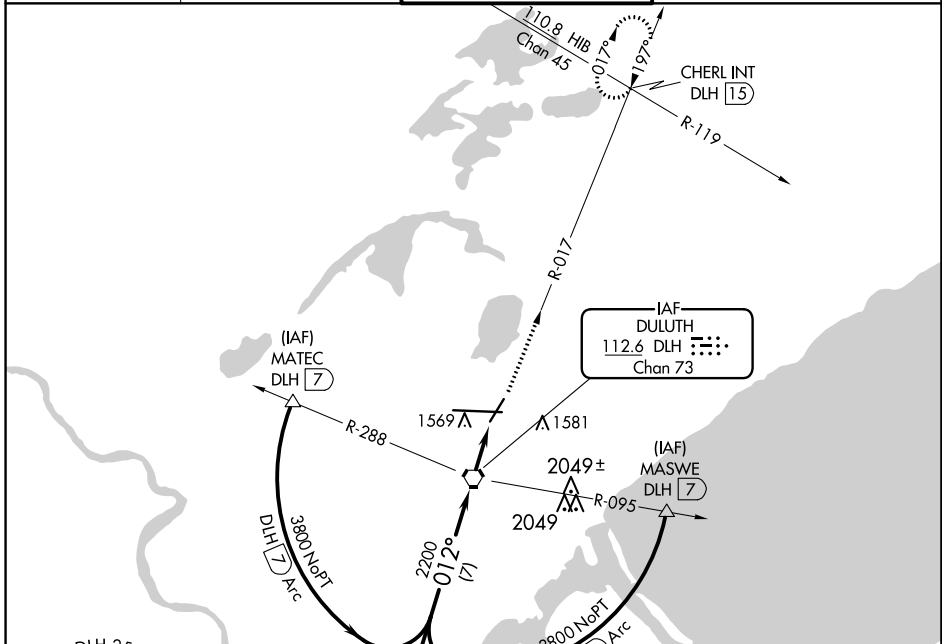 110.8 HIB
Chan 45
017°
197°
CHERL INT
DLH 15
R-119
R-017
IAF
DULUTH
112.6 DLH
Chan 73
(IAF)
MATEC
DLH 7
R-288
1569
1581
2049±
2049
(IAF)
MASWE
DLH 7
R-095
3800 NoPT
DLH 7 Arc
2200
012°
(7)
3800 NoPT
Arc